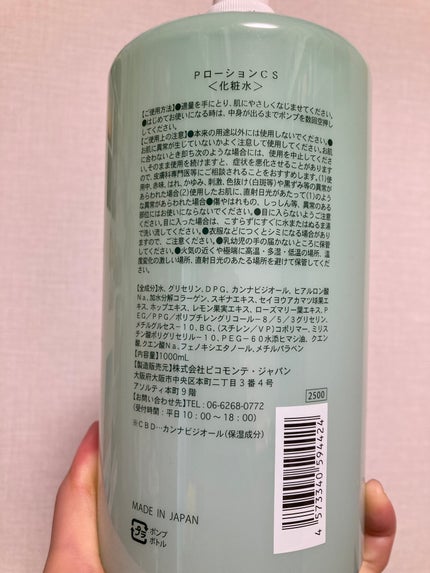 PローションCS
<化粧水>
【ご使用方法】●適量を手にとり、肌にやさしくなじませてください。
●はじめてお使いになる時は、中身が出るまでポンプを数回空押し
してください。
【ご使用上の注意】●本来の用途以外には使用しないでください。●
お肌に異常が生じていないかよく注意して使用してください。お肌
に合わないとき即ち次のような場合には、使用を中止してくださ
い。そのまま使用を続けますと、症状を悪化させることがあります
ので、皮膚科専門医等にご相談されることをおすすめします。(1)使
用中、赤味、はれ、かゆみ、刺激、色抜け(白斑等)や黒ずみ等の異常が
あらわれた場合(2)使用したお肌に、直射日光があたって(1)のよう
な異常があらわれた場合●傷やはれもの、しっしん等、異常のある
部位にはお使いにならないでください。●目に入らないようご注意
ください。目に入った場合は、こすらずにすぐに水またはぬるま湯
で洗い流してください。●衣服などにつくとシミになる場合があり
ますので、ご注意ください。●乳幼児の手の届かないところに保管
してください。●火気の近くや極端に高温・多湿・低温の場所、温
度変化の激しい場所、直射日光のあたる場所を避けて保管してくだ
さい。
【全成分】水、グリセリン、DPG、カンナビジオール、ヒアルロン酸
Na、加水分解コラーゲン、スギナエキス、セイヨウアカマツ球果エ
キス、ホップエキス、レモン果実エキス、ローズマリー葉エキス、P
EG/PPG/ポリブチレングリコール-8/5/3グリセリン、
メチルグルセス-10、BG、(スチレン/VP)コポリマー、ミリス
チン酸ポリグリセリル-10、PEG-60水添ヒマシ油、クエン
酸、クエン酸Na、フェノキシエタノール、メチルパラベン
【内容量】1000mL
【製造販売元】株式会社ピコモンテ・ジャパン
大阪府大阪市中央区本町二丁目3番4号
アソルティ本町9階
【お問い合わせ先】TEL:06-6268-0772
(受付時間:平日10:00~18:00)
※CBD…カンナビジオール(保湿成分)
2500
4 573340 594424
MADE IN JAPAN
プラ
ポンプ
ボトル